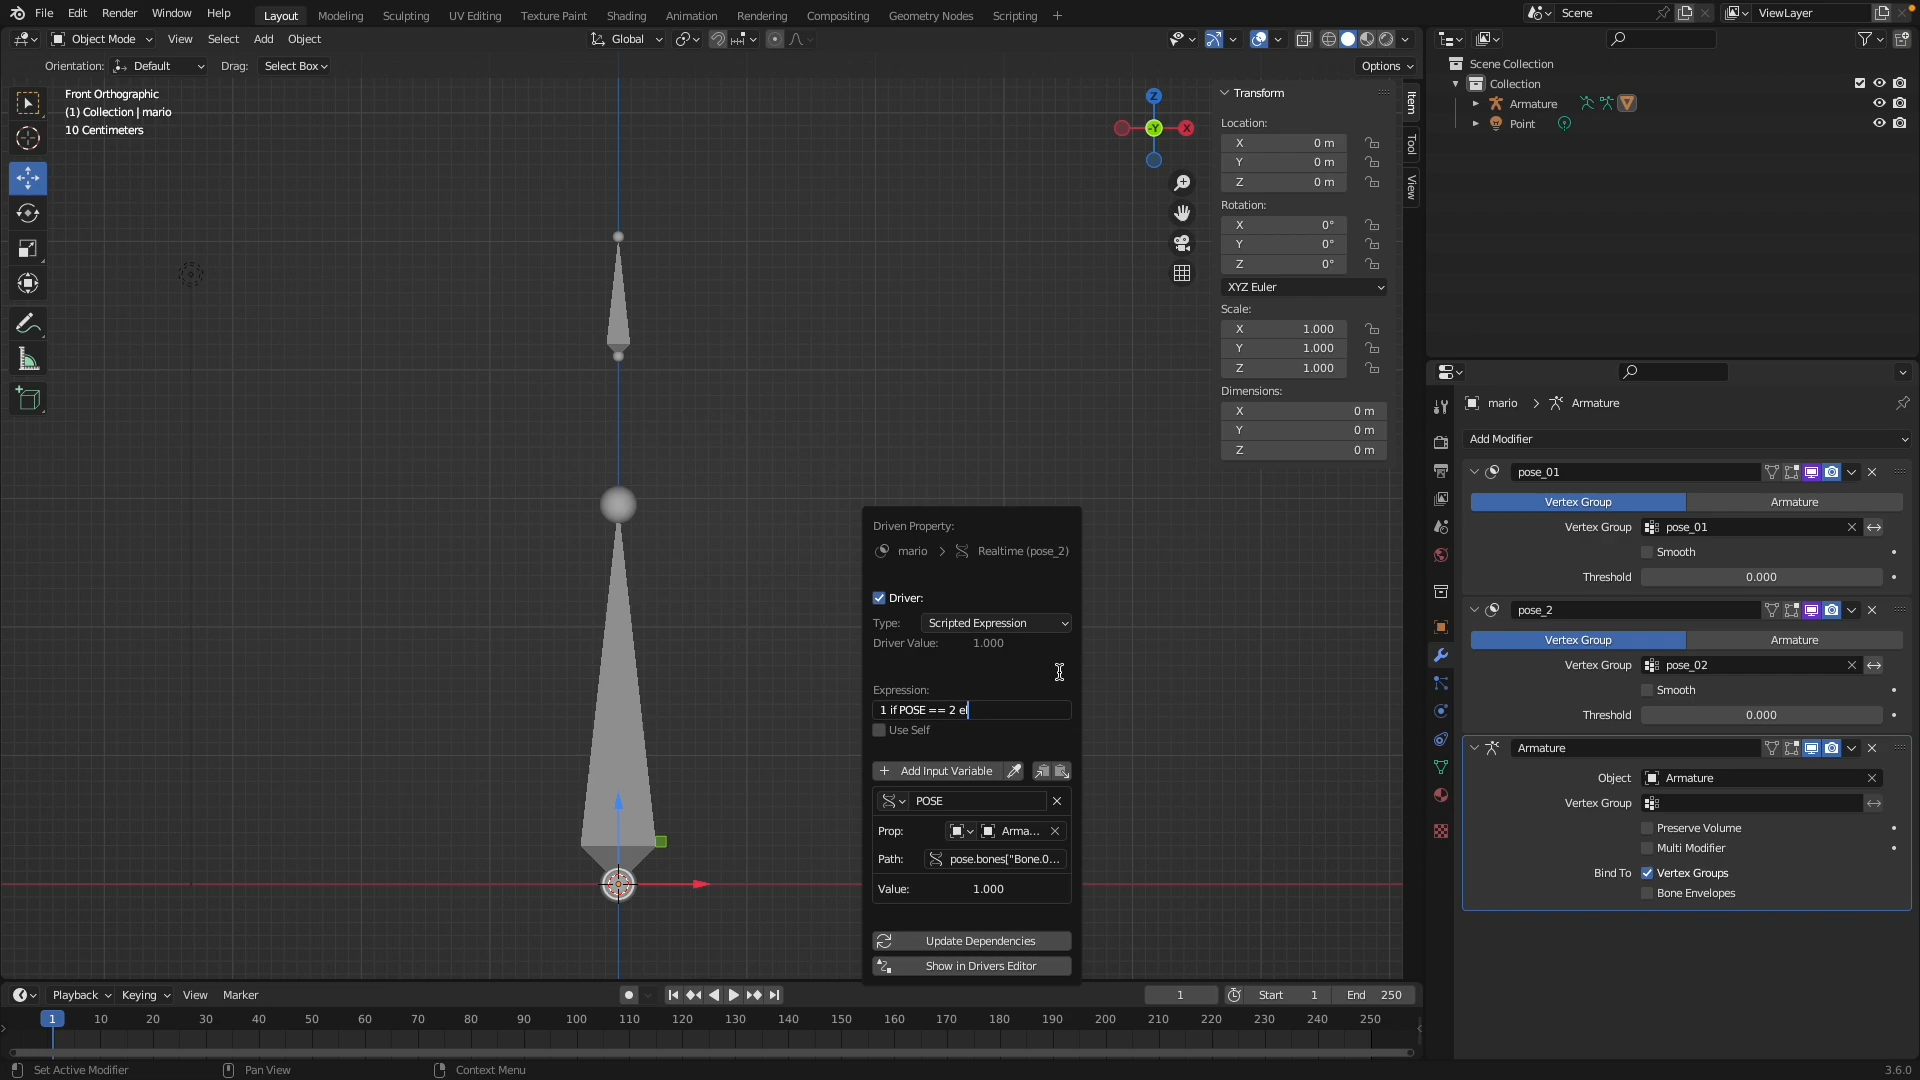 File Edit Render Window Help Layout Modeling Sculpting UV Editing Texture Paint Shading Animation Rendering Compositing Geometry Nodes Scripting + Scene ViewLayer
Object Mode View Select Add Object Global
Orientation: Default Drag: Select Box Options
Front Orthographic
(1) Collection | mario
10 Centimeters
Z
-Y
X
Item
Tool
View
Transform
Location:
X 0 m
Y 0 m
Z 0 m
Rotation:
X 0°
Y 0°
Z 0°
XYZ Euler
Scale:
X 1.000
Y 1.000
Z 1.000
Dimensions:
X 0 m
Y 0 m
Z 0 m
Scene Collection
Collection
Armature
Point
mario > Armature
Add Modifier
pose_01
Vertex Group Armature
Vertex Group pose_01
Smooth
Threshold 0.000
pose_2
Vertex Group Armature
Vertex Group pose_02
Smooth
Threshold 0.000
Armature
Object Armature
Vertex Group
Preserve Volume
Multi Modifier
Bind To Vertex Groups
Bone Envelopes
Driven Property:
mario > Realtime (pose_2)
Driver:
Type: Scripted Expression
Driver Value: 1.000
Expression:
1 if POSE == 2 el
Use Self
+ Add Input Variable
POSE
Prop: Arma...
Path: pose.bones["Bone.0...
Value: 1.000
Update Dependencies
Show in Drivers Editor
Playback Keying View Marker 1 Start 1 End 250
1 10 20 30 40 50 60 70 80 90 100 110 120 130 140 150 160 170 180 190 200 210 220 230 240 250
Set Active Modifier Pan View Context Menu 3.6.0